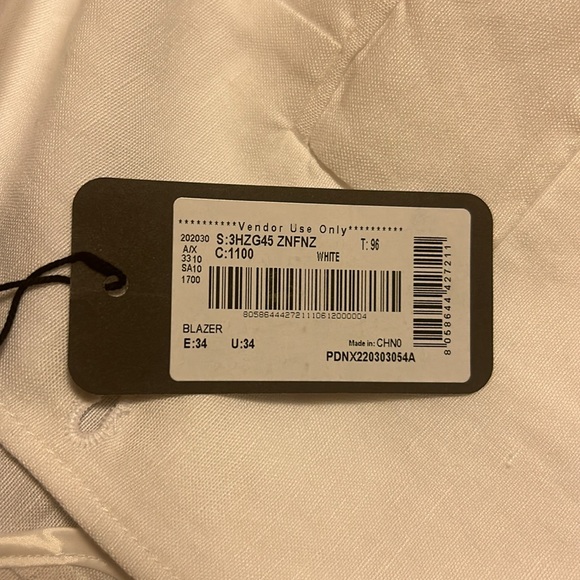 **********Vendor Use Only**********
202030 S:3HZG45 ZNFNZ T: 96
A/X C:1100 WHITE
3310
SA10
1700
805864442721110612000004
BLAZER
E:34 U:34 Made in: CHN0
PDNX220303054A
8 058644 427211